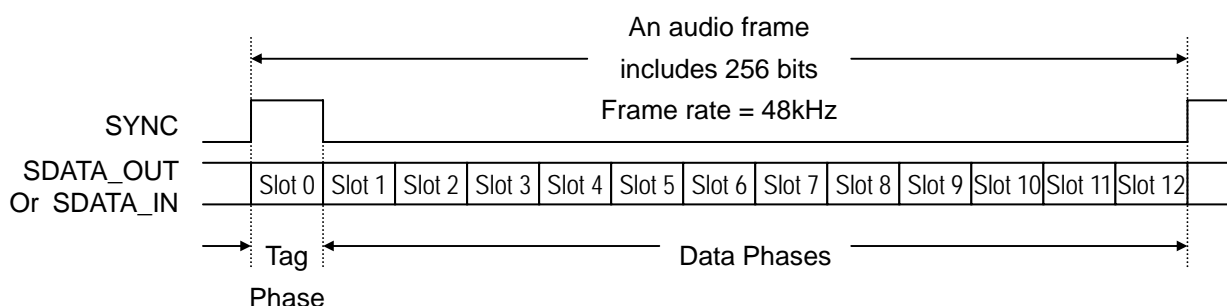 An audio frame
includes 256 bits
Frame rate = 48kHz
SYNC
SDATA_OUT
Or SDATA_IN
Slot 0 Slot 1 Slot 2 Slot 3 Slot 4 Slot 5 Slot 6 Slot 7 Slot 8 Slot 9 Slot 10 Slot 11 Slot 12
Tag
Phase
Data Phases